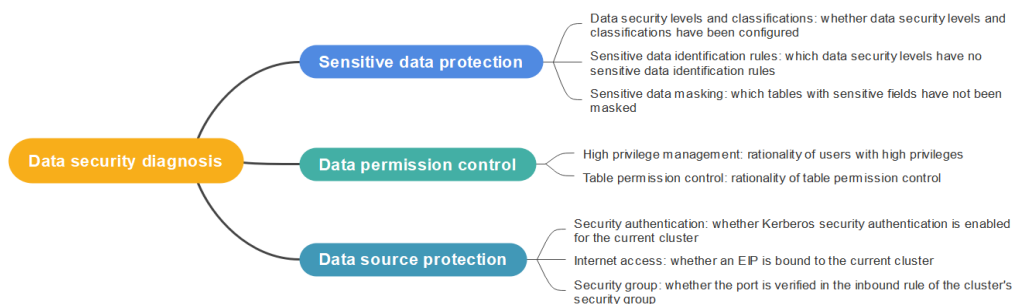 Data security diagnosis
Sensitive data protection
Data security levels and classifications: whether data security levels and
classifications have been configured
Sensitive data identification rules: which data security levels have no
sensitive data identification rules
Sensitive data masking: which tables with sensitive fields have not been
masked
Data permission control
High privilege management: rationality of users with high privileges
Table permission control: rationality of table permission control
Data source protection
Security authentication: whether Kerberos security authentication is enabled
for the current cluster
Internet access: whether an EIP is bound to the current cluster
Security group: whether the port is verified in the inbound rule of the cluster's
security group